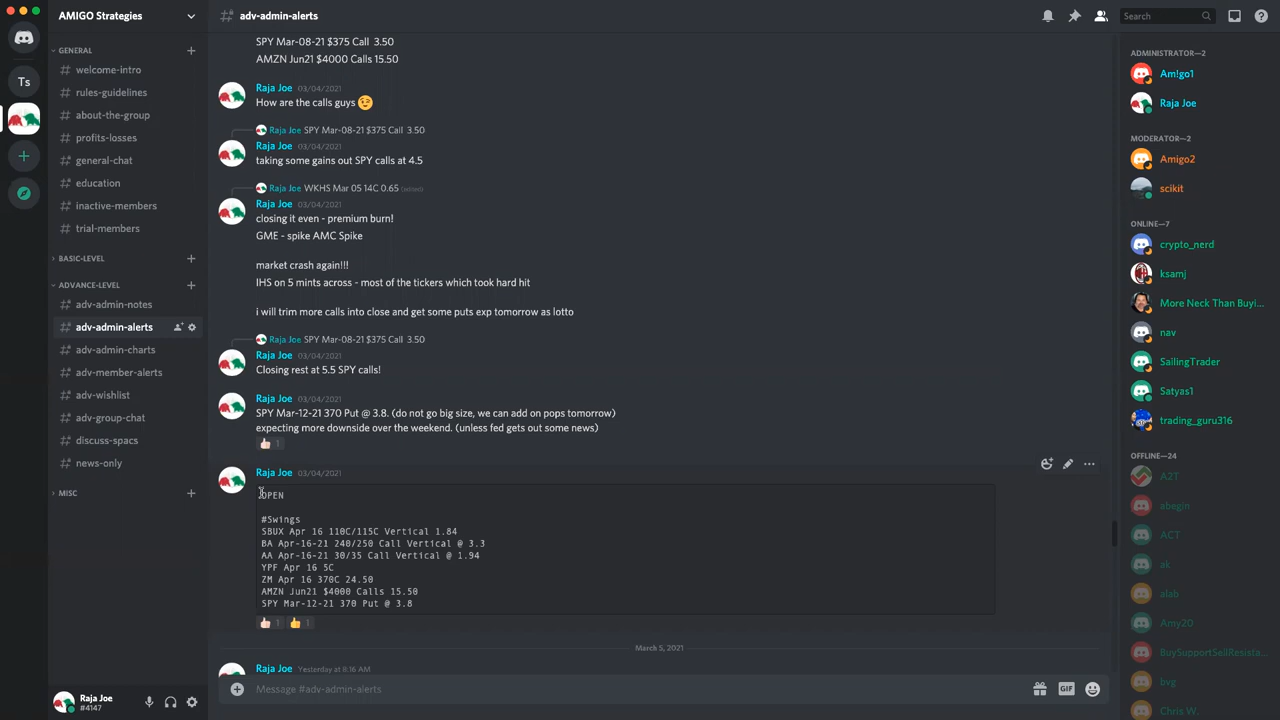 AMIGO Strategies
Ts
GENERAL
# welcome-intro
# rules-guidelines
# about-the-group
# profits-losses
# general-chat
# education
# inactive-members
# trial-members
BASIC-LEVEL
ADVANCE-LEVEL
# adv-admin-notes
# adv-admin-alerts
# adv-admin-charts
# adv-member-alerts
# adv-wishlist
# adv-group-chat
# discuss-spacs
# news-only
MISC
Raja Joe
#4147
# adv-admin-alerts
Search
SPY Mar-08-21 $375 Call 3.50
AMZN Jun21 $4000 Calls 15.50
Raja Joe 03/04/2021
How are the calls guys 😉
Raja Joe SPY Mar-08-21 $375 Call 3.50
Raja Joe 03/04/2021
taking some gains out SPY calls at 4.5
Raja Joe WKHS Mar 05 14C 0.65 (edited)
Raja Joe 03/04/2021
closing it even - premium burn!
GME - spike AMC Spike
market crash again!!!
IHS on 5 mints across - most of the tickers which took hard hit
i will trim more calls into close and get some puts exp tomorrow as lotto
Raja Joe SPY Mar-08-21 $375 Call 3.50
Raja Joe 03/04/2021
Closing rest at 5.5 SPY calls!
Raja Joe 03/04/2021
SPY Mar-12-21 370 Put @ 3.8. (do not go big size, we can add on pops tomorrow)
expecting more downside over the weekend. (unless fed gets out some news)
👍 1
Raja Joe 03/04/2021
OPEN
#Swings
SBUX Apr 16 110C/115C Vertical 1.84
BA Apr-16-21 240/250 Call Vertical @ 3.3
AA Apr-16-21 30/35 Call Vertical @ 1.94
YPF Apr 16 5C
ZM Apr 16 370C 24.50
AMZN Jun21 $4000 Calls 15.50
SPY Mar-12-21 370 Put @ 3.8
👍 1 👍 1
March 5, 2021
Raja Joe Yesterday at 8:16 AM
Message #adv-admin-alerts
GIF
ADMINISTRATOR—2
Am!go1
Raja Joe
MODERATOR—2
Amigo2
scikit
ONLINE—7
crypto_nerd
ksamj
More Neck Than Buyi...
nav
SailingTrader
Satyas1
trading_guru316
OFFLINE—24
A2T
abegin
ACT
ak
alab
Amy20
BuySupportSellResista...
bvg
Chris W.